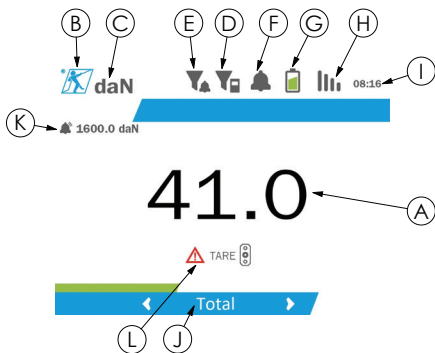 B C E D F G H I
daN 08:16
K 1600.0 daN
41.0 A
TARE
Total
L J